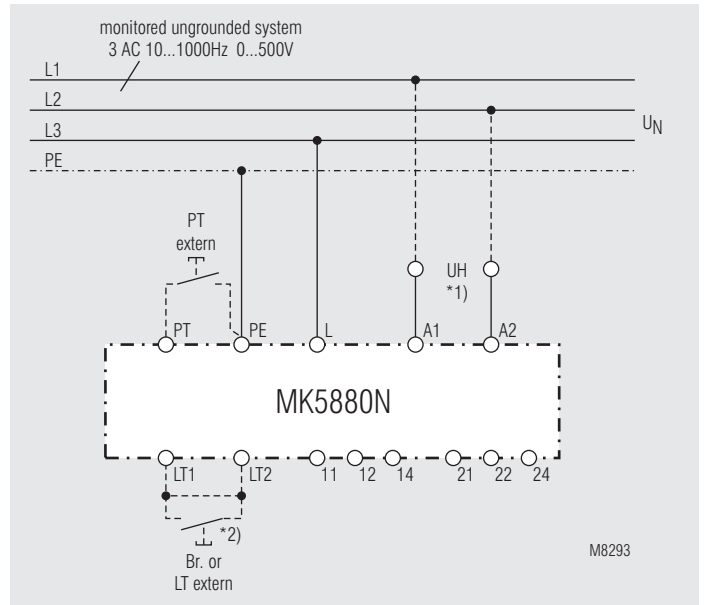 monitored ungrounded system
3 AC 10...1000Hz 0...500V
L1
L2
L3
UN
PE
PT
extern
UH
*1)
PT PE L A1 A2
MK5880N
LT1 LT2 11 12 14 21 22 24
*2)
Br. or
LT extern
M8293